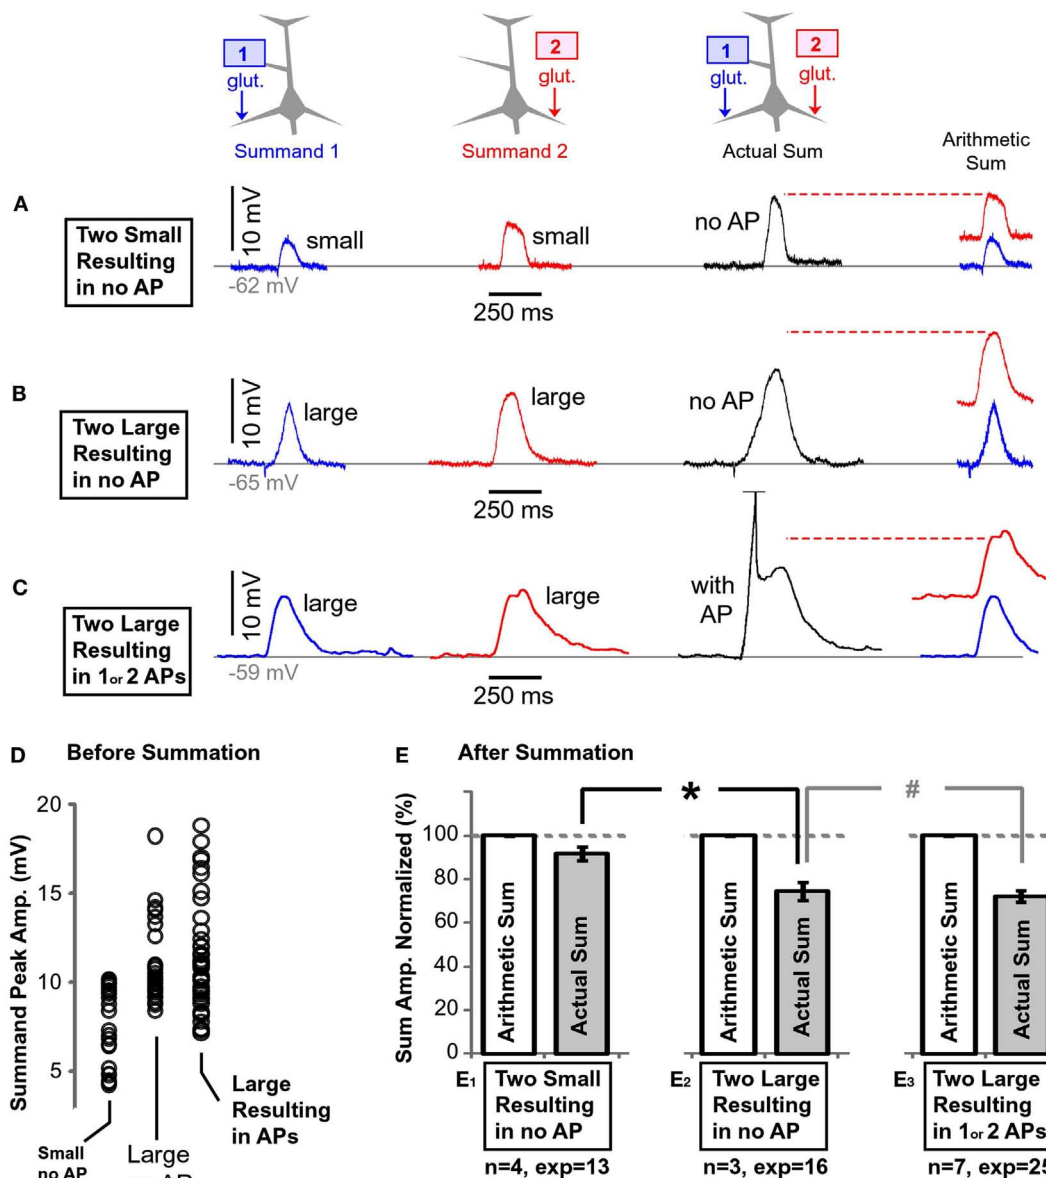 1
glut.
Summand 1
2
glut.
Summand 2
1
glut.
2
glut.
Actual Sum
Arithmetic
Sum
A
Two Small
Resulting
in no AP
10 mV
small
-62 mV
small
250 ms
no AP
B
Two Large
Resulting
in no AP
10 mV
large
-65 mV
large
250 ms
no AP
C
Two Large
Resulting
in 1or 2 APs
10 mV
large
-59 mV
large
250 ms
with
AP
D Before Summation
Summand Peak Amp. (mV)
20
15
10
5
Small
no AP
Large
Large
Resulting
in APs
E After Summation
Sum Amp. Normalized (%)
100
80
60
40
20
0
*
#
Arithmetic Sum
Actual Sum
Arithmetic Sum
Actual Sum
Arithmetic Sum
Actual Sum
E1
Two Small
Resulting
in no AP
n=4, exp=13
E2
Two Large
Resulting
in no AP
n=3, exp=16
E3
Two Large
Resulting
in 1or 2 APs
n=7, exp=25